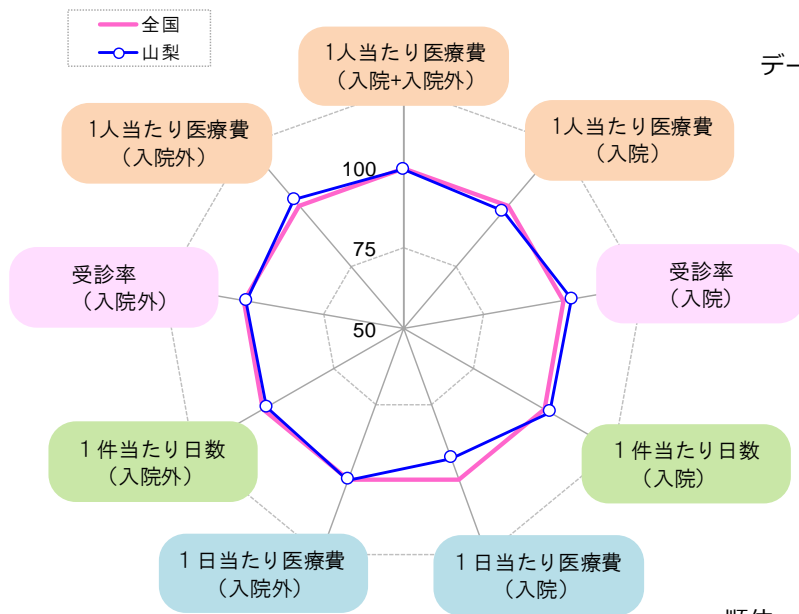 全国
山梨
1人当たり医療費
（入院+入院外）
デー
1人当たり医療費
（入院外）
1人当たり医療費
（入院）
100
75
50
受診率
（入院外）
受診率
（入院）
1件当たり日数
（入院外）
1件当たり日数
（入院）
1日当たり医療費
（入院外）
1日当たり医療費
（入院）